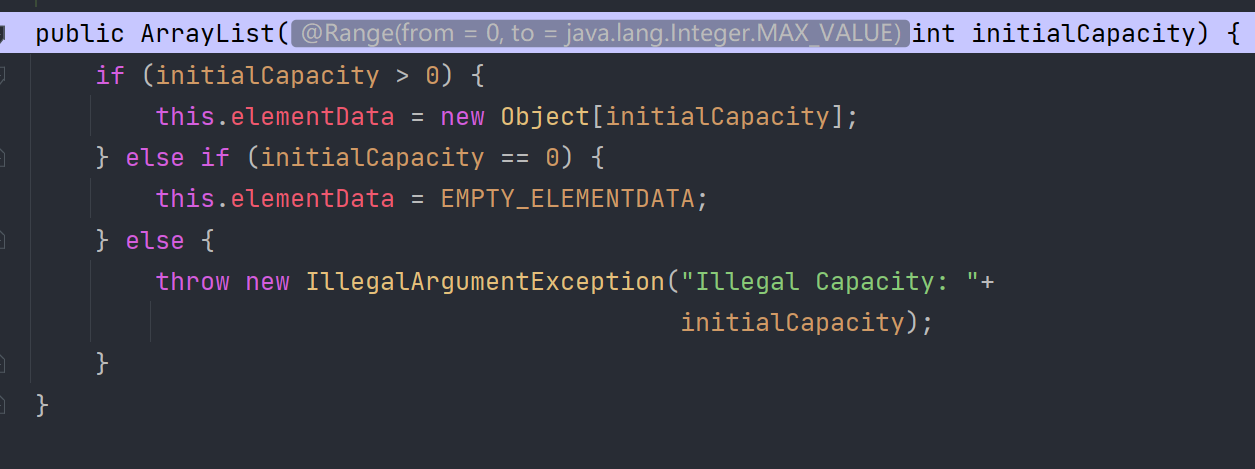 public ArrayList( @Range(from = 0, to = java.lang.Integer.MAX_VALUE) int initialCapacity) {
    if (initialCapacity > 0) {
        this.elementData = new Object[initialCapacity];
    } else if (initialCapacity == 0) {
        this.elementData = EMPTY_ELEMENTDATA;
    } else {
        throw new IllegalArgumentException("Illegal Capacity: "+
                                           initialCapacity);
    }
}